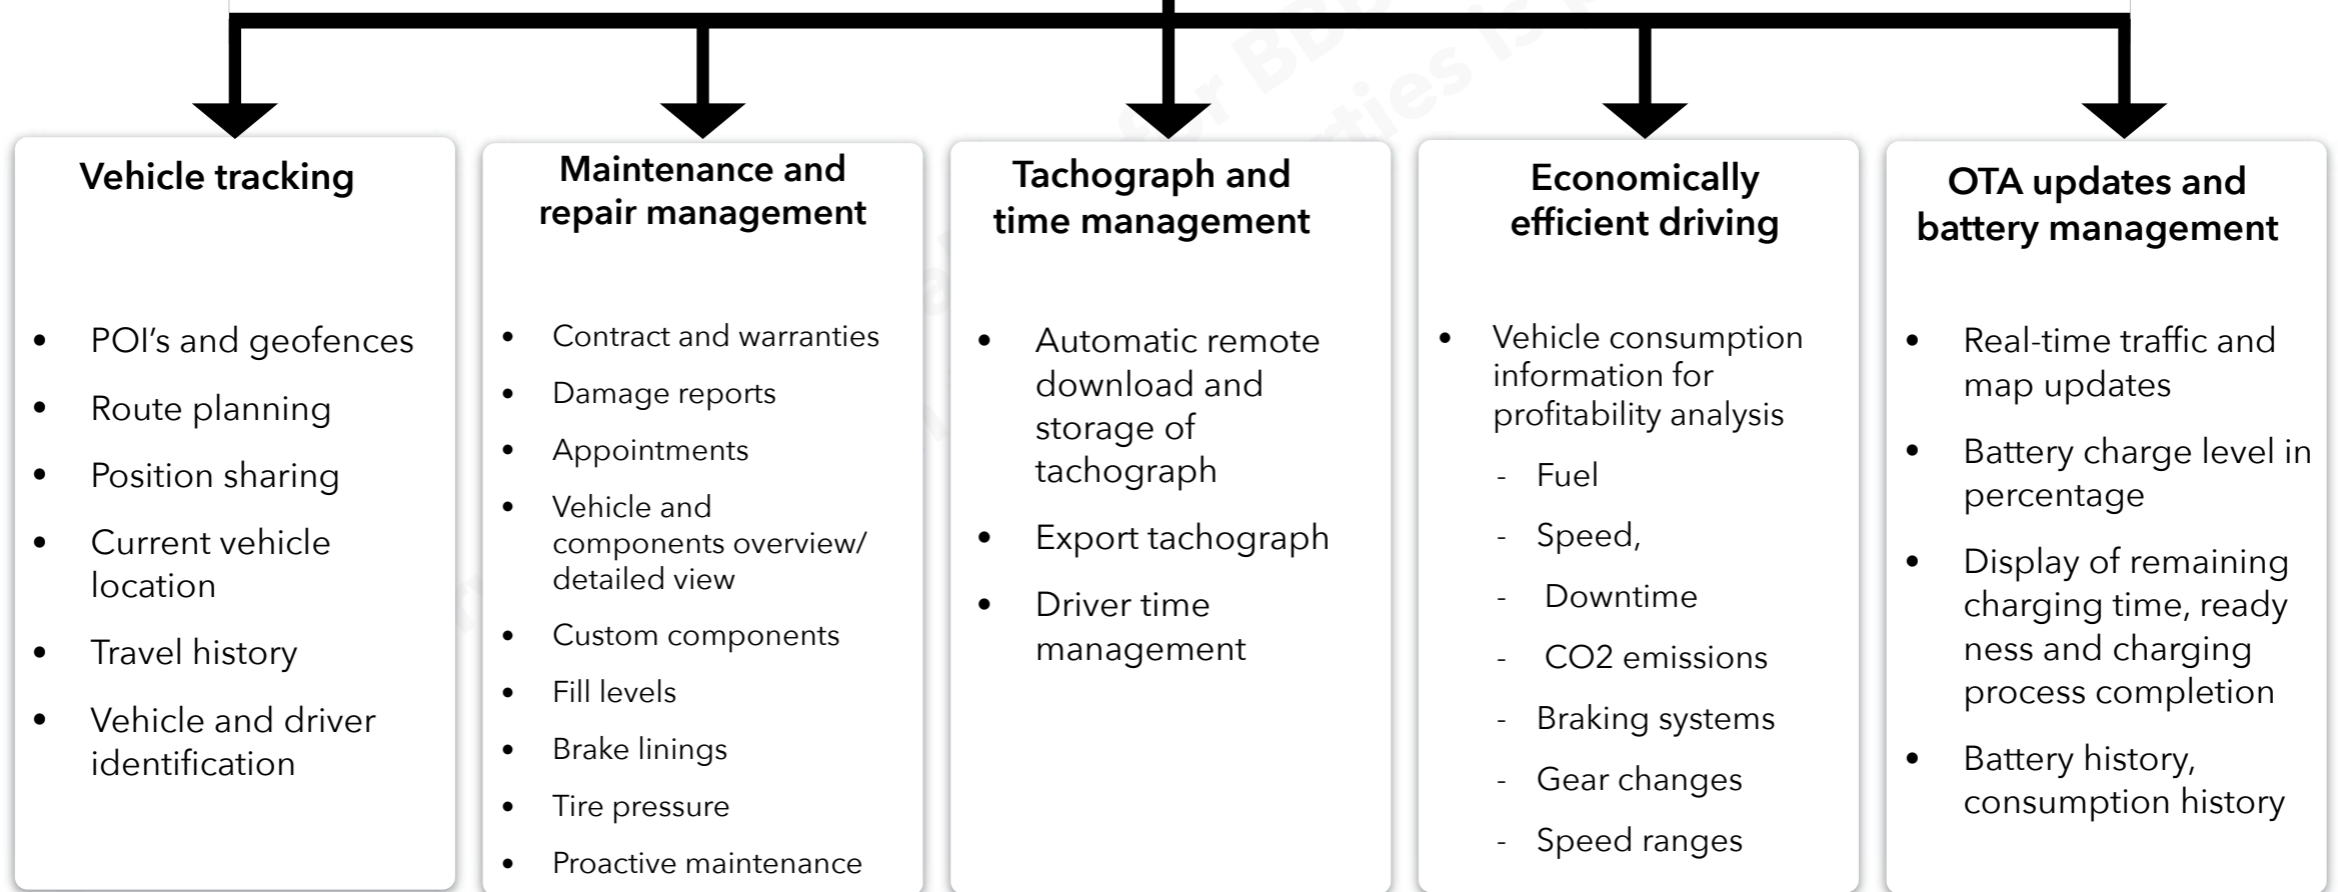 Vehicle tracking
• POI's and geofences
• Route planning
• Position sharing
• Current vehicle
location
• Travel history
• Vehicle and driver
identification
Maintenance and
repair management
• Contract and warranties
• Damage reports
• Appointments
• Vehicle and
components overview/
detailed view
• Custom components
• Fill levels
• Brake linings
• Tire pressure
• Proactive maintenance
Tachograph and
time management
• Automatic remote
download and
storage of
tachograph
• Export tachograph
• Driver time
management
Economically
efficient driving
• Vehicle consumption
information for
profitability analysis
- Fuel
- Speed,
- Downtime
- CO2 emissions
- Braking systems
- Gear changes
- Speed ranges
OTA updates and
battery management
• Real-time traffic and
map updates
• Battery charge level in
percentage
• Display of remaining
charging time, ready
ness and charging
process completion
• Battery history,
consumption history